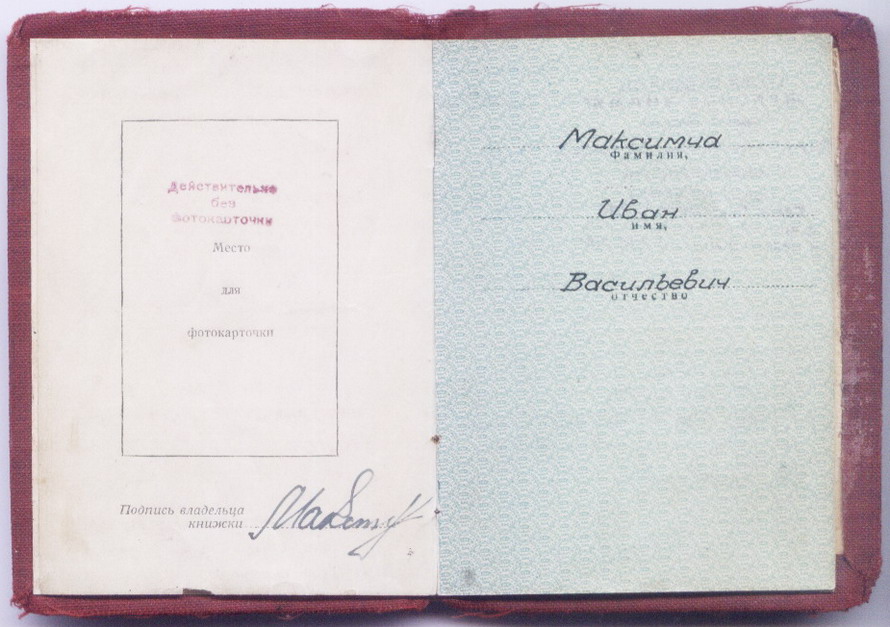 Действительно
без
фотокарточки
Место
для
фотокарточки
Подпись владельца
книжки
Максимча
фамилия,
Иван
имя,
Васильевич
отчество